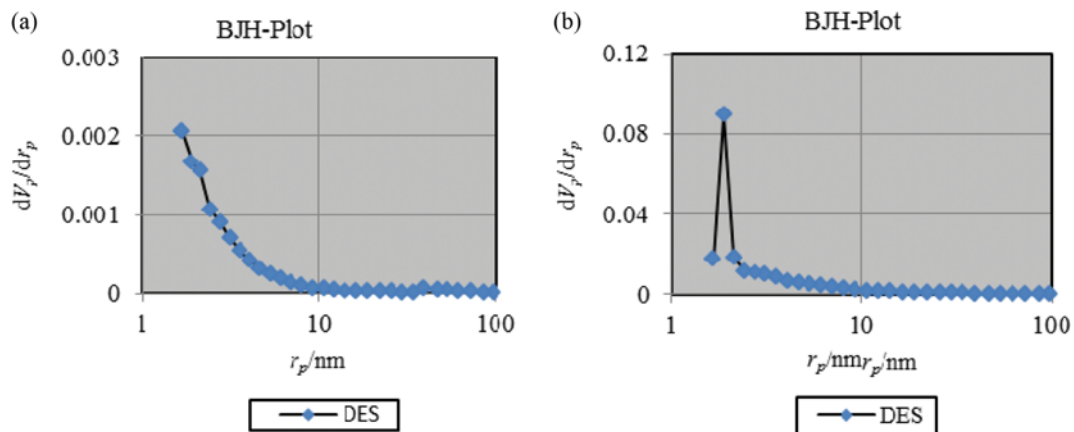 (a)
BJH-Plot
0.003
0.002
0.001
0
1
10
100
dVp/drp
rp/nm
DES
(b)
BJH-Plot
0.12
0.08
0.04
0
1
10
100
dVp/drp
rp/nmrp/nm
DES